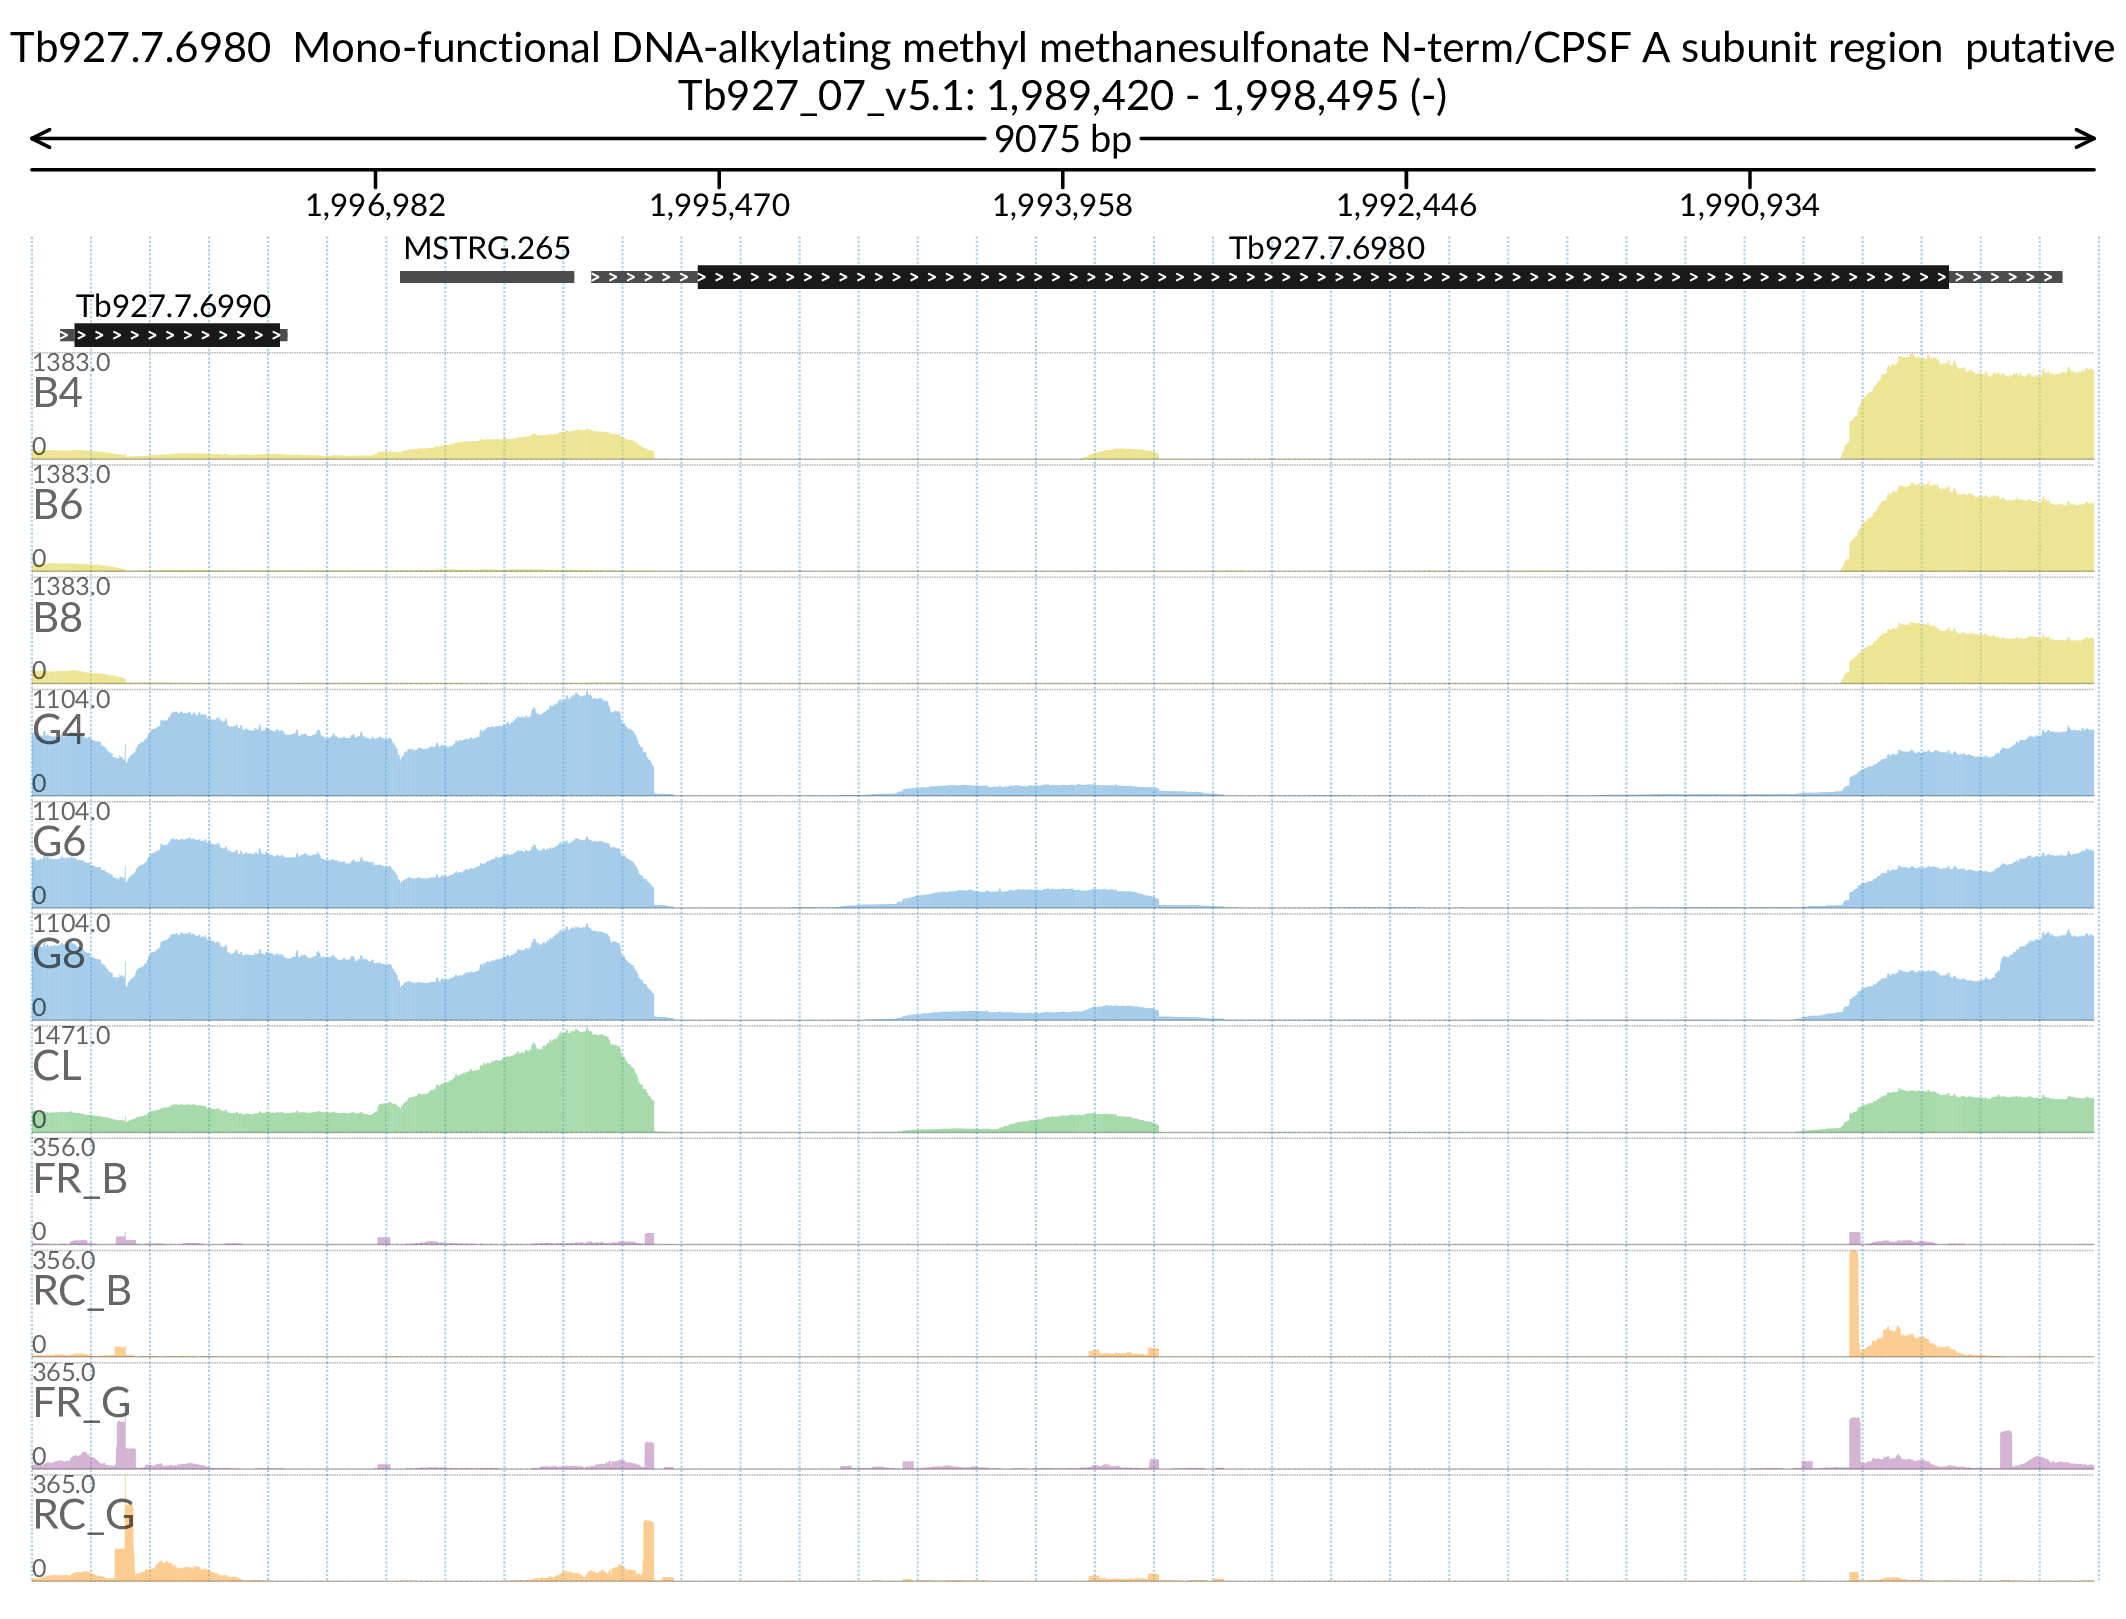 Tb927.7.6980  Mono-functional DNA-alkylating methyl methanesulfonate N-term/CPSF A subunit region  putative
Tb927_07_v5.1: 1,989,420 - 1,998,495 (-)
9075 bp
1,996,982 1,995,470 1,993,958 1,992,446 1,990,934
MSTRG.265 Tb927.7.6980
Tb927.7.6990
1383.0
B4
0
1383.0
B6
0
1383.0
B8
0
1104.0
G4
0
1104.0
G6
0
1104.0
G8
0
1471.0
CL
0
356.0
FR_B
0
356.0
RC_B
0
365.0
FR_G
0
365.0
RC_G
0